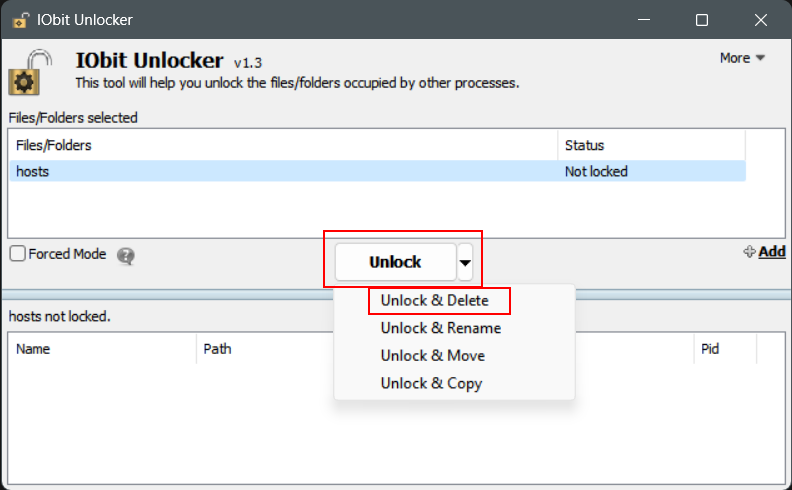 IObit Unlocker
IObit Unlocker v1.3
More
This tool will help you unlock the files/folders occupied by other processes.
Files/Folders selected
Files/Folders Status
hosts Not locked
Forced Mode
Unlock
Add
Unlock & Delete
hosts not locked.
Unlock & Rename
Name Path Pid
Unlock & Move
Unlock & Copy